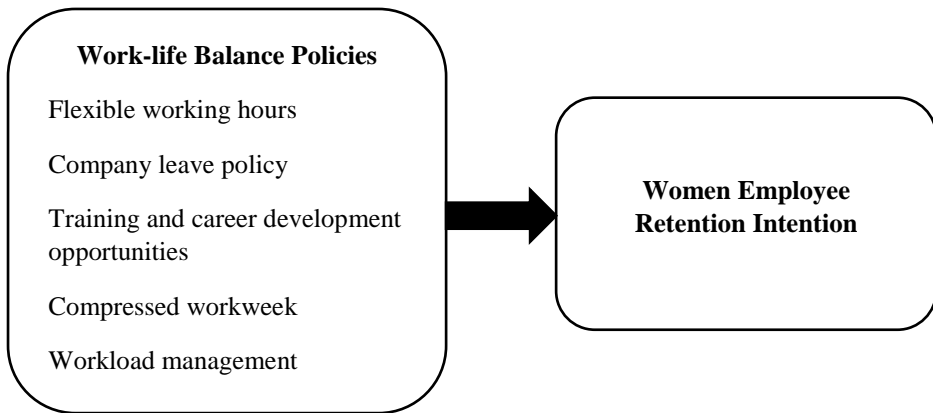 Work-life Balance Policies
Flexible working hours
Company leave policy
Training and career development
opportunities
Compressed workweek
Workload management
Women Employee
Retention Intention